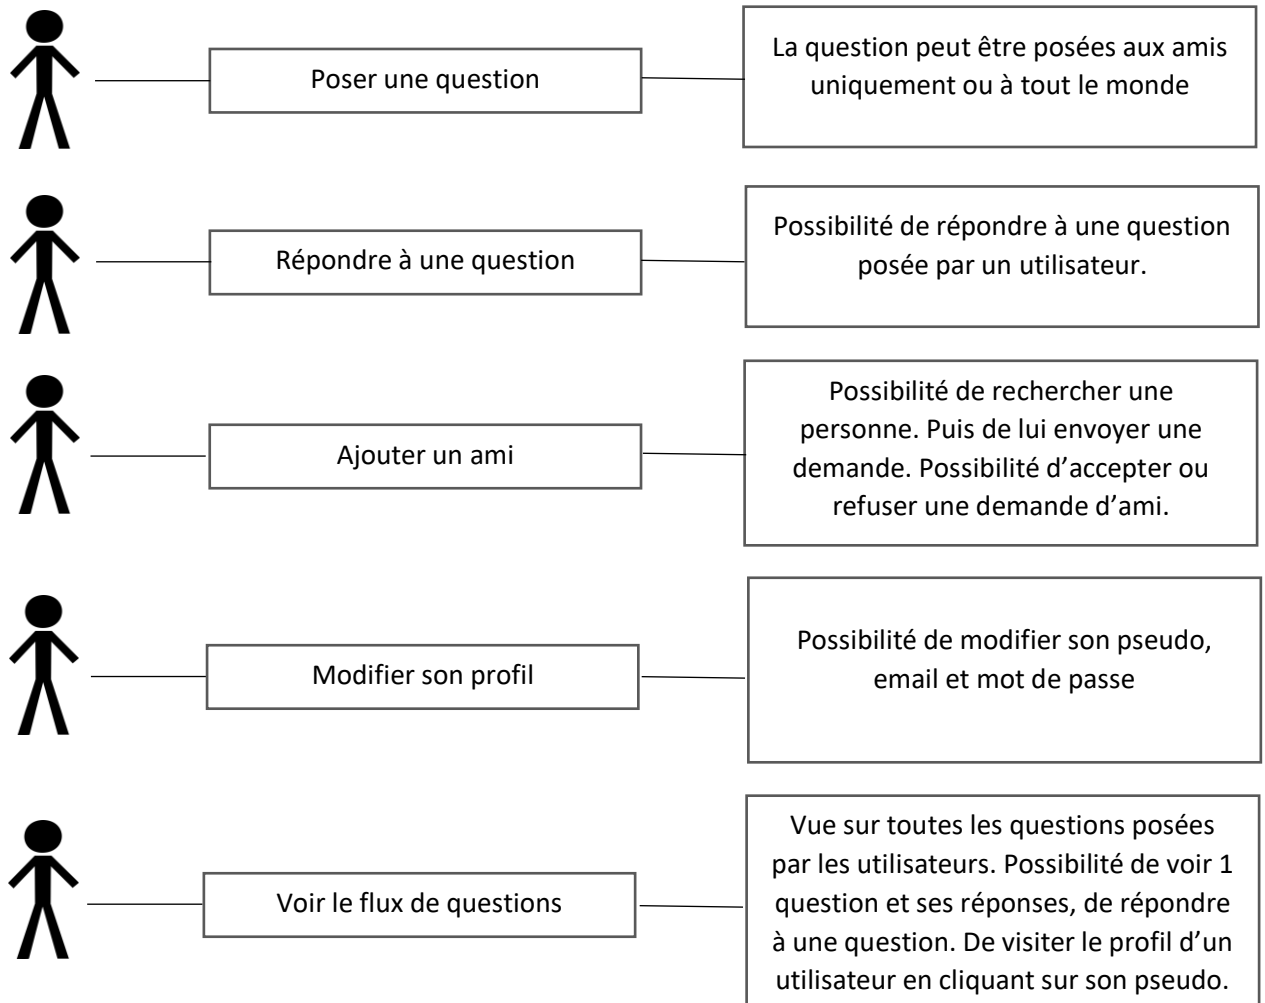 Poser une question
La question peut être posées aux amis
uniquement ou à tout le monde
Répondre à une question
Possibilité de répondre à une question
posée par un utilisateur.
Ajouter un ami
Possibilité de rechercher une
personne. Puis de lui envoyer une
demande. Possibilité d’accepter ou
refuser une demande d’ami.
Modifier son profil
Possibilité de modifier son pseudo,
email et mot de passe
Voir le flux de questions
Vue sur toutes les questions posées
par les utilisateurs. Possibilité de voir 1
question et ses réponses, de répondre
à une question. De visiter le profil d’un
utilisateur en cliquant sur son pseudo.